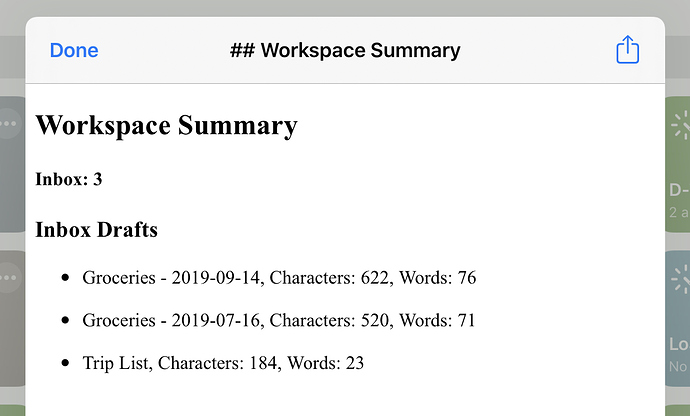 Done
## Workspace Summary
Workspace Summary
Inbox: 3
Inbox Drafts
Groceries - 2019-09-14, Characters: 622, Words: 76
Groceries - 2019-07-16, Characters: 520, Words: 71
Trip List, Characters: 184, Words: 23
D-
2 a
Lo
No